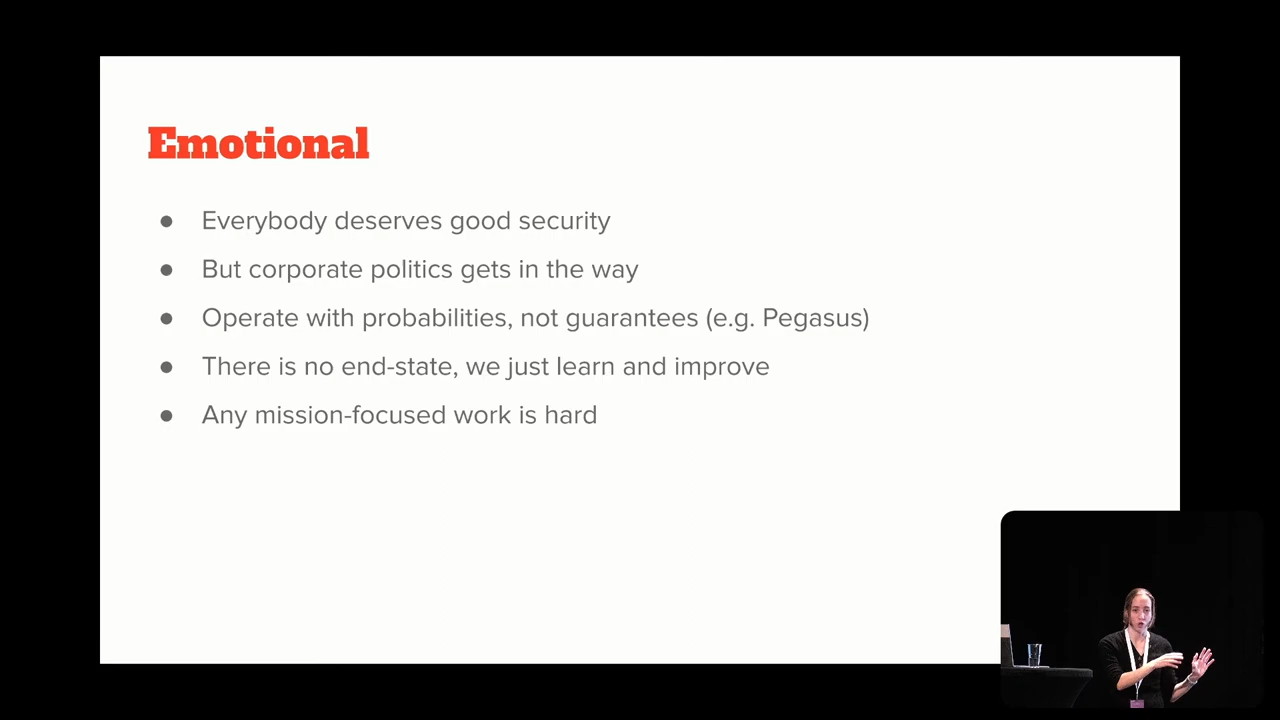 Emotional
● Everybody deserves good security
● But corporate politics gets in the way
● Operate with probabilities, not guarantees (e.g. Pegasus)
● There is no end-state, we just learn and improve
● Any mission-focused work is hard